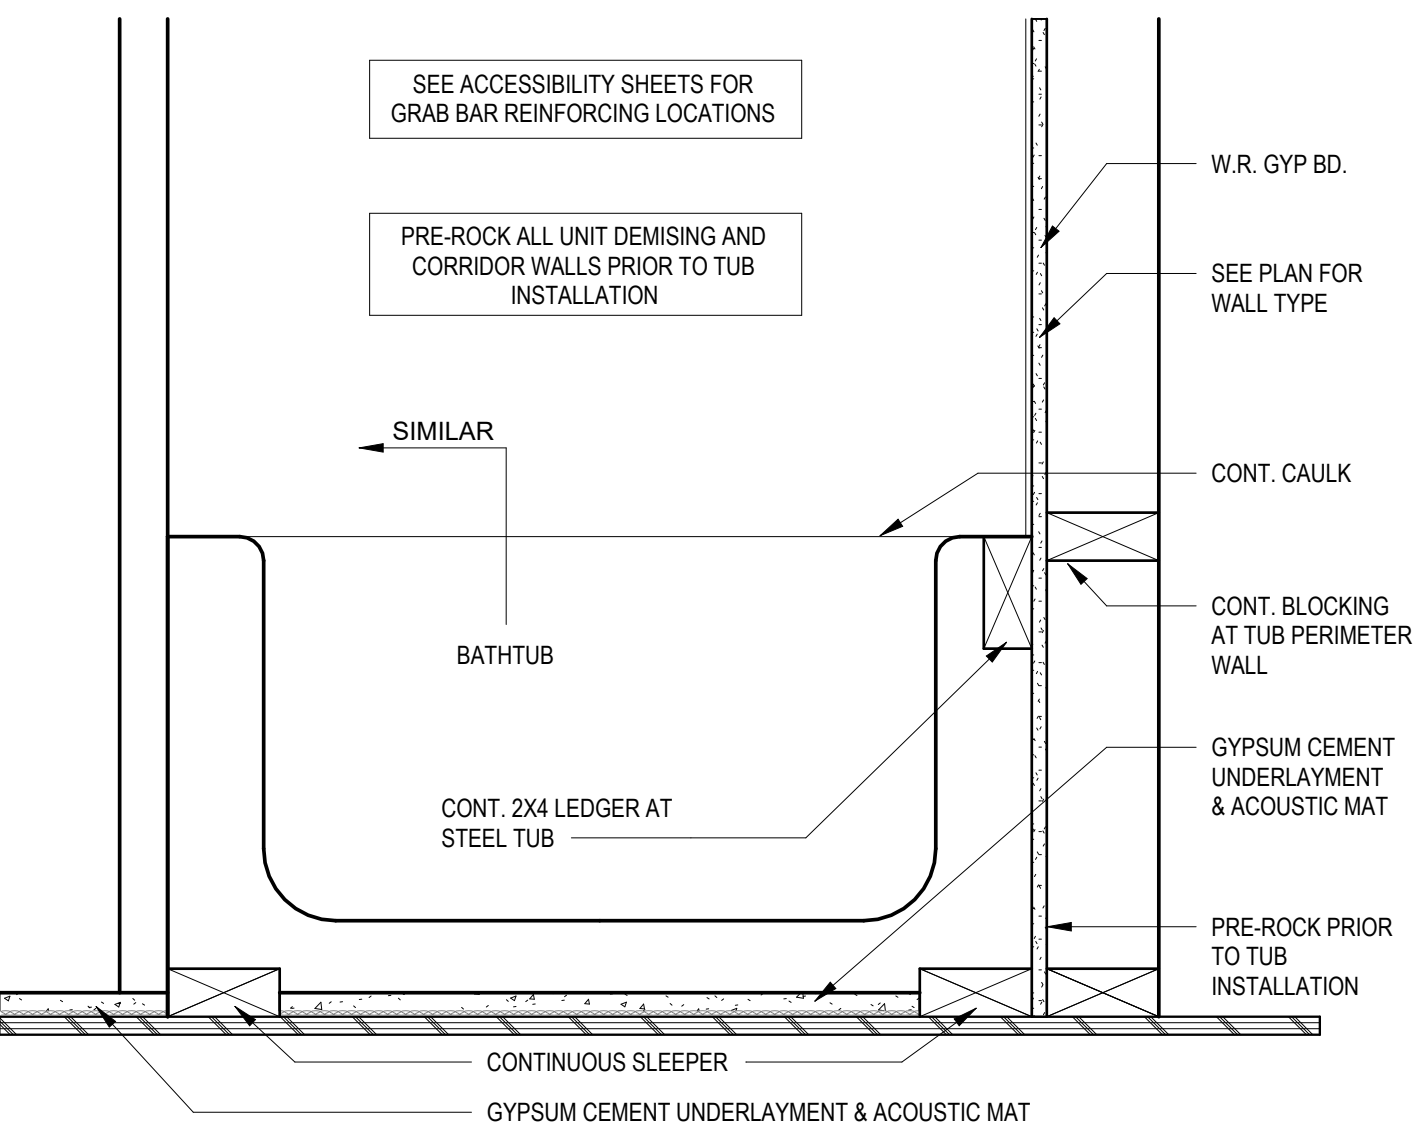 SEE ACCESSIBILITY SHEETS FOR
GRAB BAR REINFORCING LOCATIONS
PRE-ROCK ALL UNIT DEMISING AND
CORRIDOR WALLS PRIOR TO TUB
INSTALLATION
W.R. GYP BD.
SEE PLAN FOR
WALL TYPE
SIMILAR
CONT. CAULK
BATHTUB
CONT. BLOCKING
AT TUB PERIMETER
WALL
GYPSUM CEMENT
UNDERLAYMENT
& ACOUSTIC MAT
CONT. 2X4 LEDGER AT
STEEL TUB
PRE-ROCK PRIOR
TO TUB
INSTALLATION
CONTINUOUS SLEEPER
GYPSUM CEMENT UNDERLAYMENT & ACOUSTIC MAT